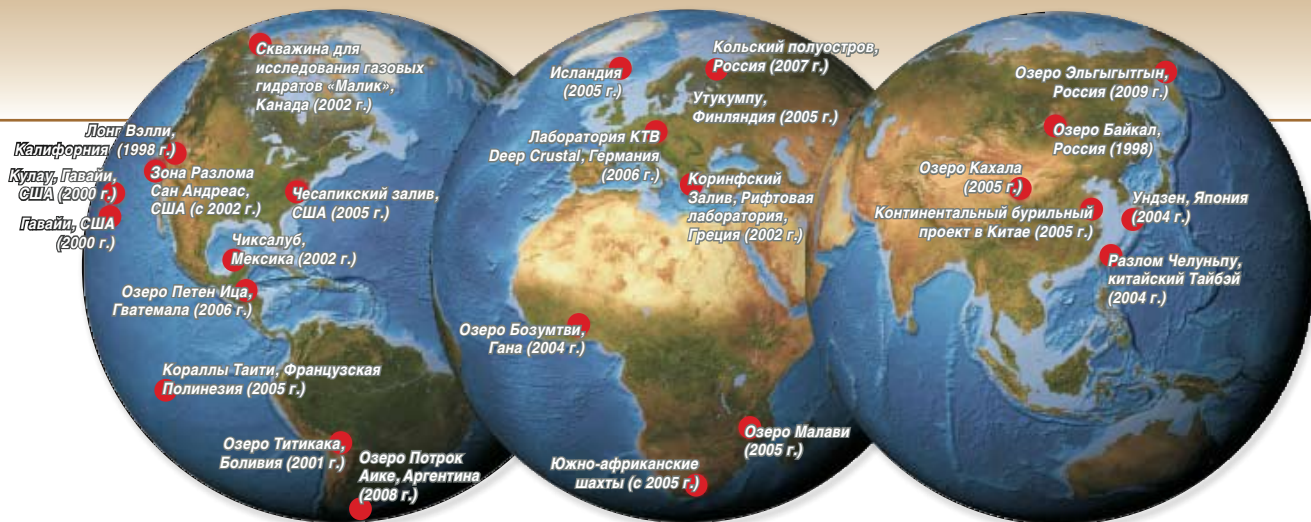 Скважина для
исследования газовых
гидратов «Малик»,
Канада (2002 г.)
Лонг Вэлли,
Калифорния (1998 г.)
Кулау, Гавайи,
США (2000 г.)
Гавайи, США
(2000 г.)
Зона Разлома
Сан Андреас,
США (с 2002 г.)
Чесапикский залив,
США (2005 г.)
Чиксалуб,
Мексика (2002 г.)
Озеро Петен Ица,
Гватемала (2006 г.)
Кораллы Таити, Французская
Полинезия (2005 г.)
Озеро Титикака,
Боливия (2001 г.)
Озеро Потрок
Аике, Аргентина
(2008 г.)
Исландия
(2005 г.)
Кольский полуостров,
Россия (2007 г.)
Утукумпу,
Финляндия (2005 г.)
Лаборатория КТВ
Deep Crustal, Германия
(2006 г.)
Коринфский
Залив, Рифтовая
лаборатория,
Греция (2002 г.)
Озеро Бозумтви,
Гана (2004 г.)
Озеро Малави
(2005 г.)
Южно-африканские
шахты (с 2005 г.)
Озеро Эльгыгытгын,
Россия (2009 г.)
Озеро Байкал,
Россия (1998)
Озеро Кахала
(2005 г.)
Континентальный бурильный
проект в Китае (2005 г.)
Ундзен, Япония
(2004 г.)
Разлом Челуньпу,
китайский Тайбэй
(2004 г.)